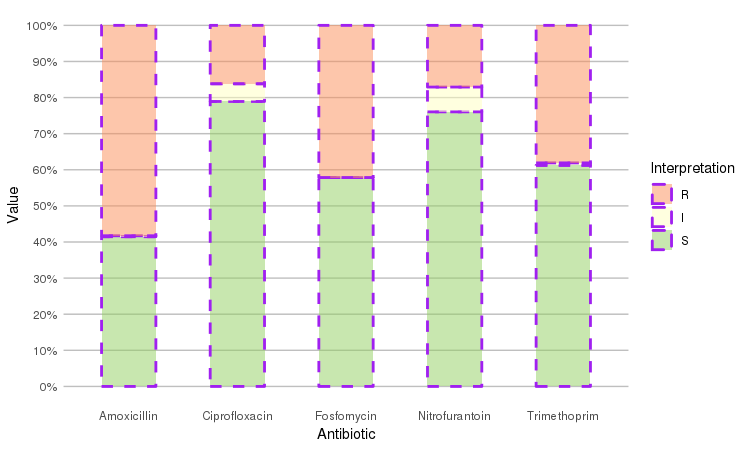 100%
90%
80%
70%
60%
50%
40%
30%
20%
10%
0%
Value
Amoxicillin
Ciprofloxacin
Fosfomycin
Nitrofurantoin
Trimethoprim
Antibiotic
Interpretation
R
I
S